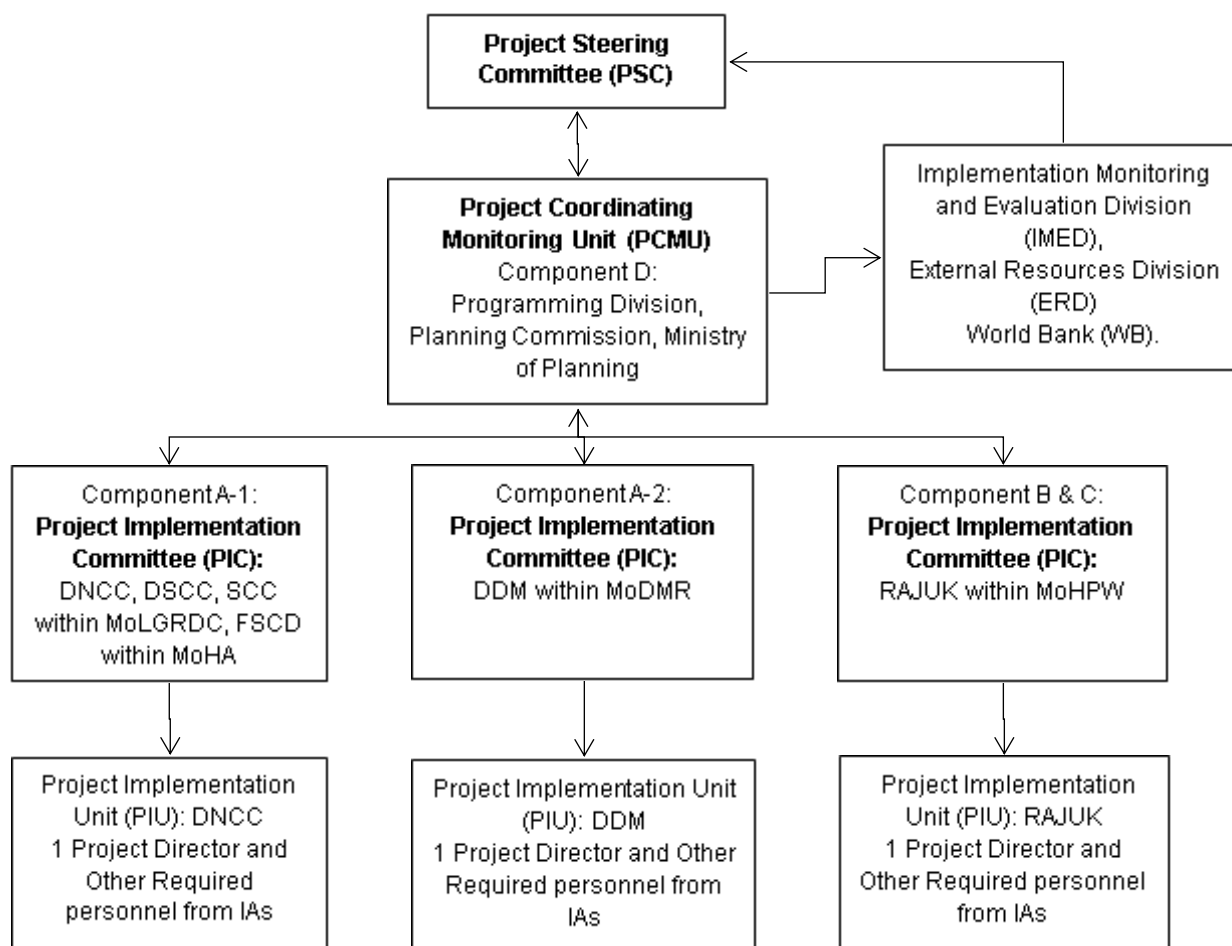 Project Steering
Committee (PSC)
Implementation Monitoring
and Evaluation Division
(IMED),
External Resources Division
(ERD)
World Bank (WB).
Project Coordinating
Monitoring Unit (PCMU)
Component D:
Programming Division,
Planning Commission, Ministry
of Planning
Component A-1:
Project Implementation
Committee (PIC):
DNCC, DSCC, SCC
within MoLGRDC, FSCD
within MoHA
Component A-2:
Project Implementation
Committee (PIC):
DDM within MoDMR
Component B & C:
Project Implementation
Committee (PIC):
RAJUK within MoHPW
Project Implementation
Unit (PIU): DNCC
1 Project Director and
Other Required
personnel from IAs
Project Implementation Unit
(PIU): DDM
1 Project Director and Other
Required personnel from
IAs
Project Implementation
Unit (PIU): RAJUK
1 Project Director and
Other Required personnel
from IAs